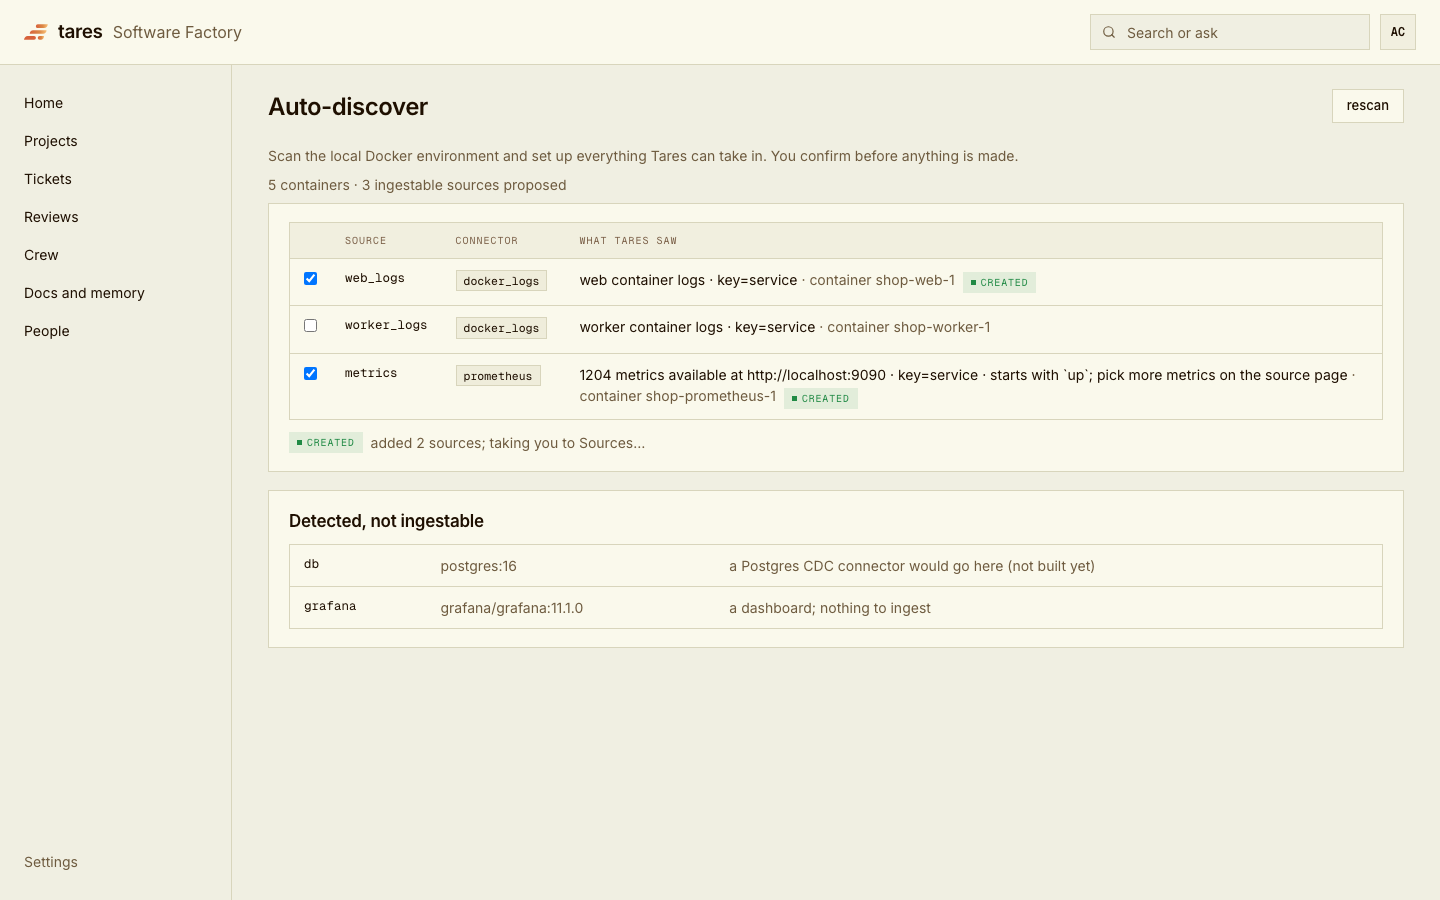 tares Software Factory
Search or ask
AC
Home
Projects
Tickets
Reviews
Crew
Docs and memory
People
Settings
Auto-discover
rescan
Scan the local Docker environment and set up everything Tares can take in. You confirm before anything is made.
5 containers · 3 ingestable sources proposed
SOURCE CONNECTOR WHAT TARES SAW
web_logs docker_logs web container logs · key=service · container shop-web-1 CREATED
worker_logs docker_logs worker container logs · key=service · container shop-worker-1
metrics prometheus 1204 metrics available at http://localhost:9090 · key=service · starts with `up`; pick more metrics on the source page ·
container shop-prometheus-1 CREATED
CREATED added 2 sources; taking you to Sources…
Detected, not ingestable
db postgres:16 a Postgres CDC connector would go here (not built yet)
grafana grafana/grafana:11.1.0 a dashboard; nothing to ingest